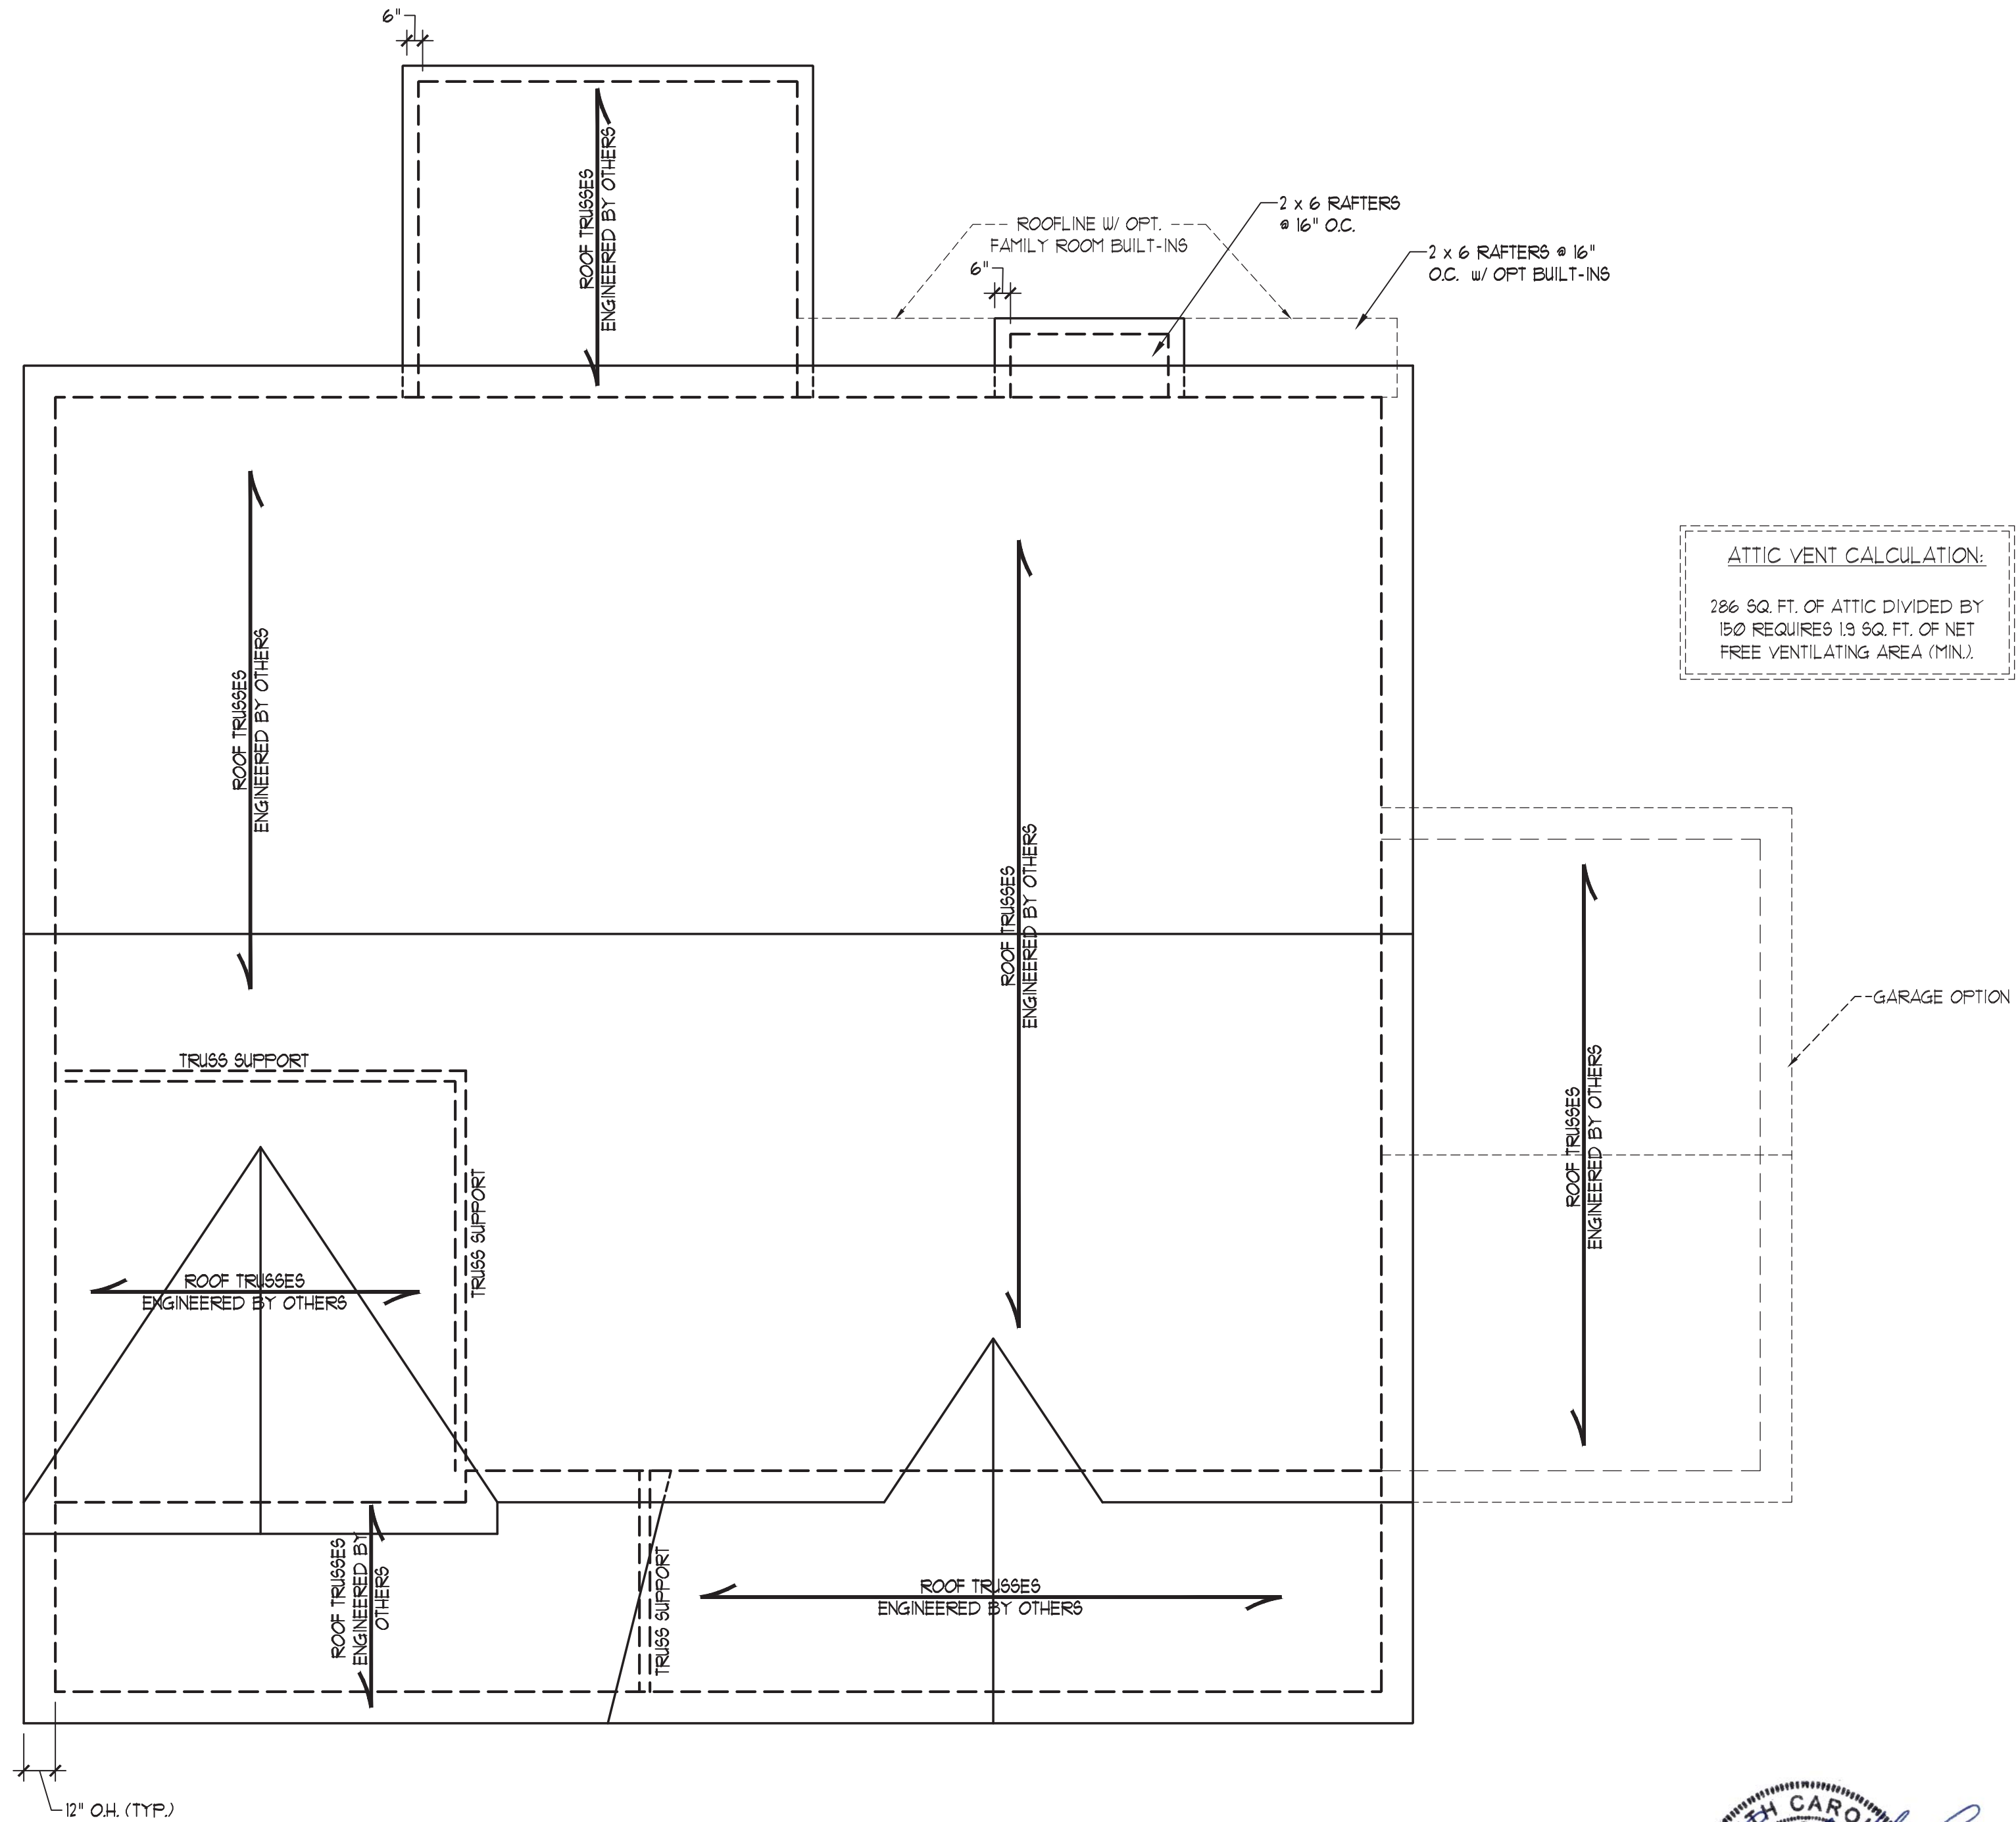 6"
ROOF TRUSSES
ENGINEERED BY OTHERS
ROOFLINE W/ OPT.
FAMILY ROOM BUILT-INS
6"
2 x 6 RAFTERS
@ 16" O.C.
2 x 6 RAFTERS @ 16"
O.C. w/ OPT BUILT-INS
ATTIC VENT CALCULATION:
286 SQ. FT. OF ATTIC DIVIDED BY
150 REQUIRES 1.9 SQ. FT. OF NET
FREE VENTILATING AREA (MIN.).
ROOF TRUSSES
ENGINEERED BY OTHERS
ROOF TRUSSES
ENGINEERED BY OTHERS
GARAGE OPTION
ROOF TRUSSES
ENGINEERED BY OTHERS
TRUSS SUPPORT
TRUSS SUPPORT
ROOF TRUSSES
ENGINEERED BY OTHERS
ROOF TRUSSES
ENGINEERED BY
OTHERS
TRUSS SUPPORT
ROOF TRUSSES
ENGINEERED BY OTHERS
12" O.H. (TYP.)
TH CARO